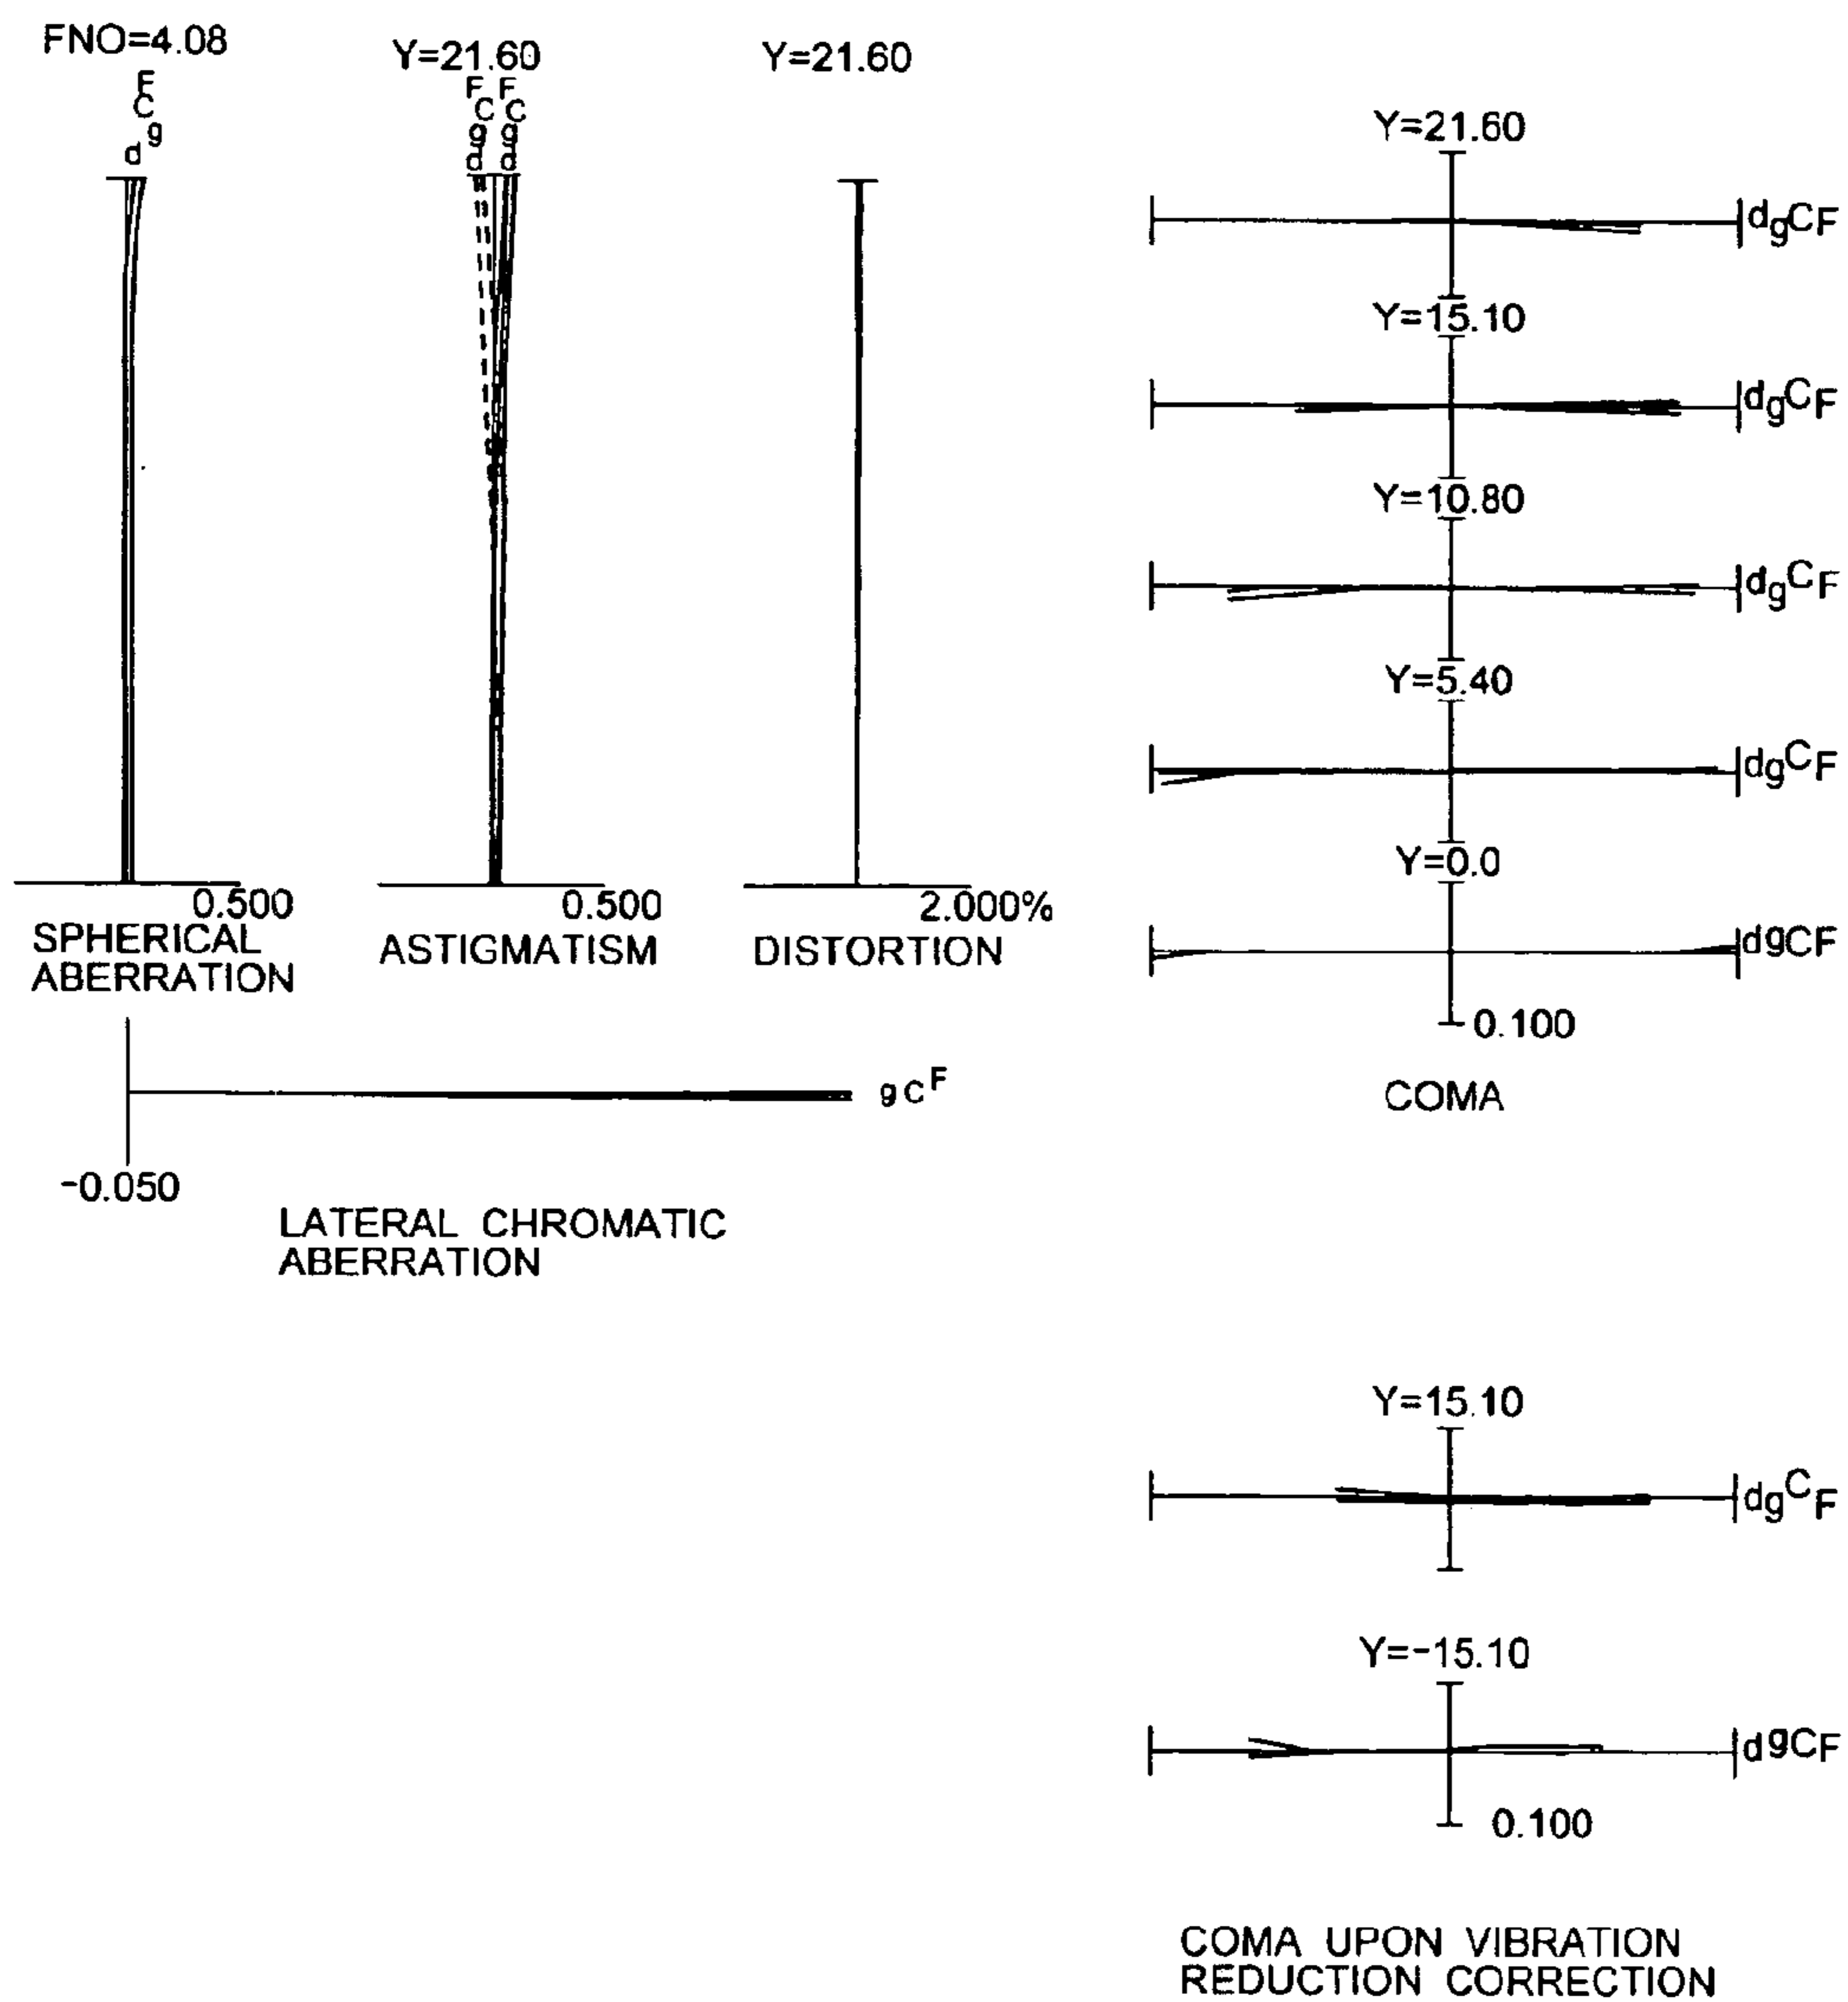 FNO=4.08
F
C
g
d
Y=21.60
F F
C C
g g
d d
Y=21.60
0.500
SPHERICAL
ABERRATION
0.500
ASTIGMATISM
2.000%
DISTORTION
Y=21.60
dgCF
Y=15.10
dgCF
Y=10.80
dgCF
Y=5.40
dgCF
Y=0.0
dgCF
0.100
COMA
gCF
-0.050
LATERAL CHROMATIC
ABERRATION
Y=15.10
dgCF
Y=-15.10
dgCF
0.100
COMA UPON VIBRATION
REDUCTION CORRECTION